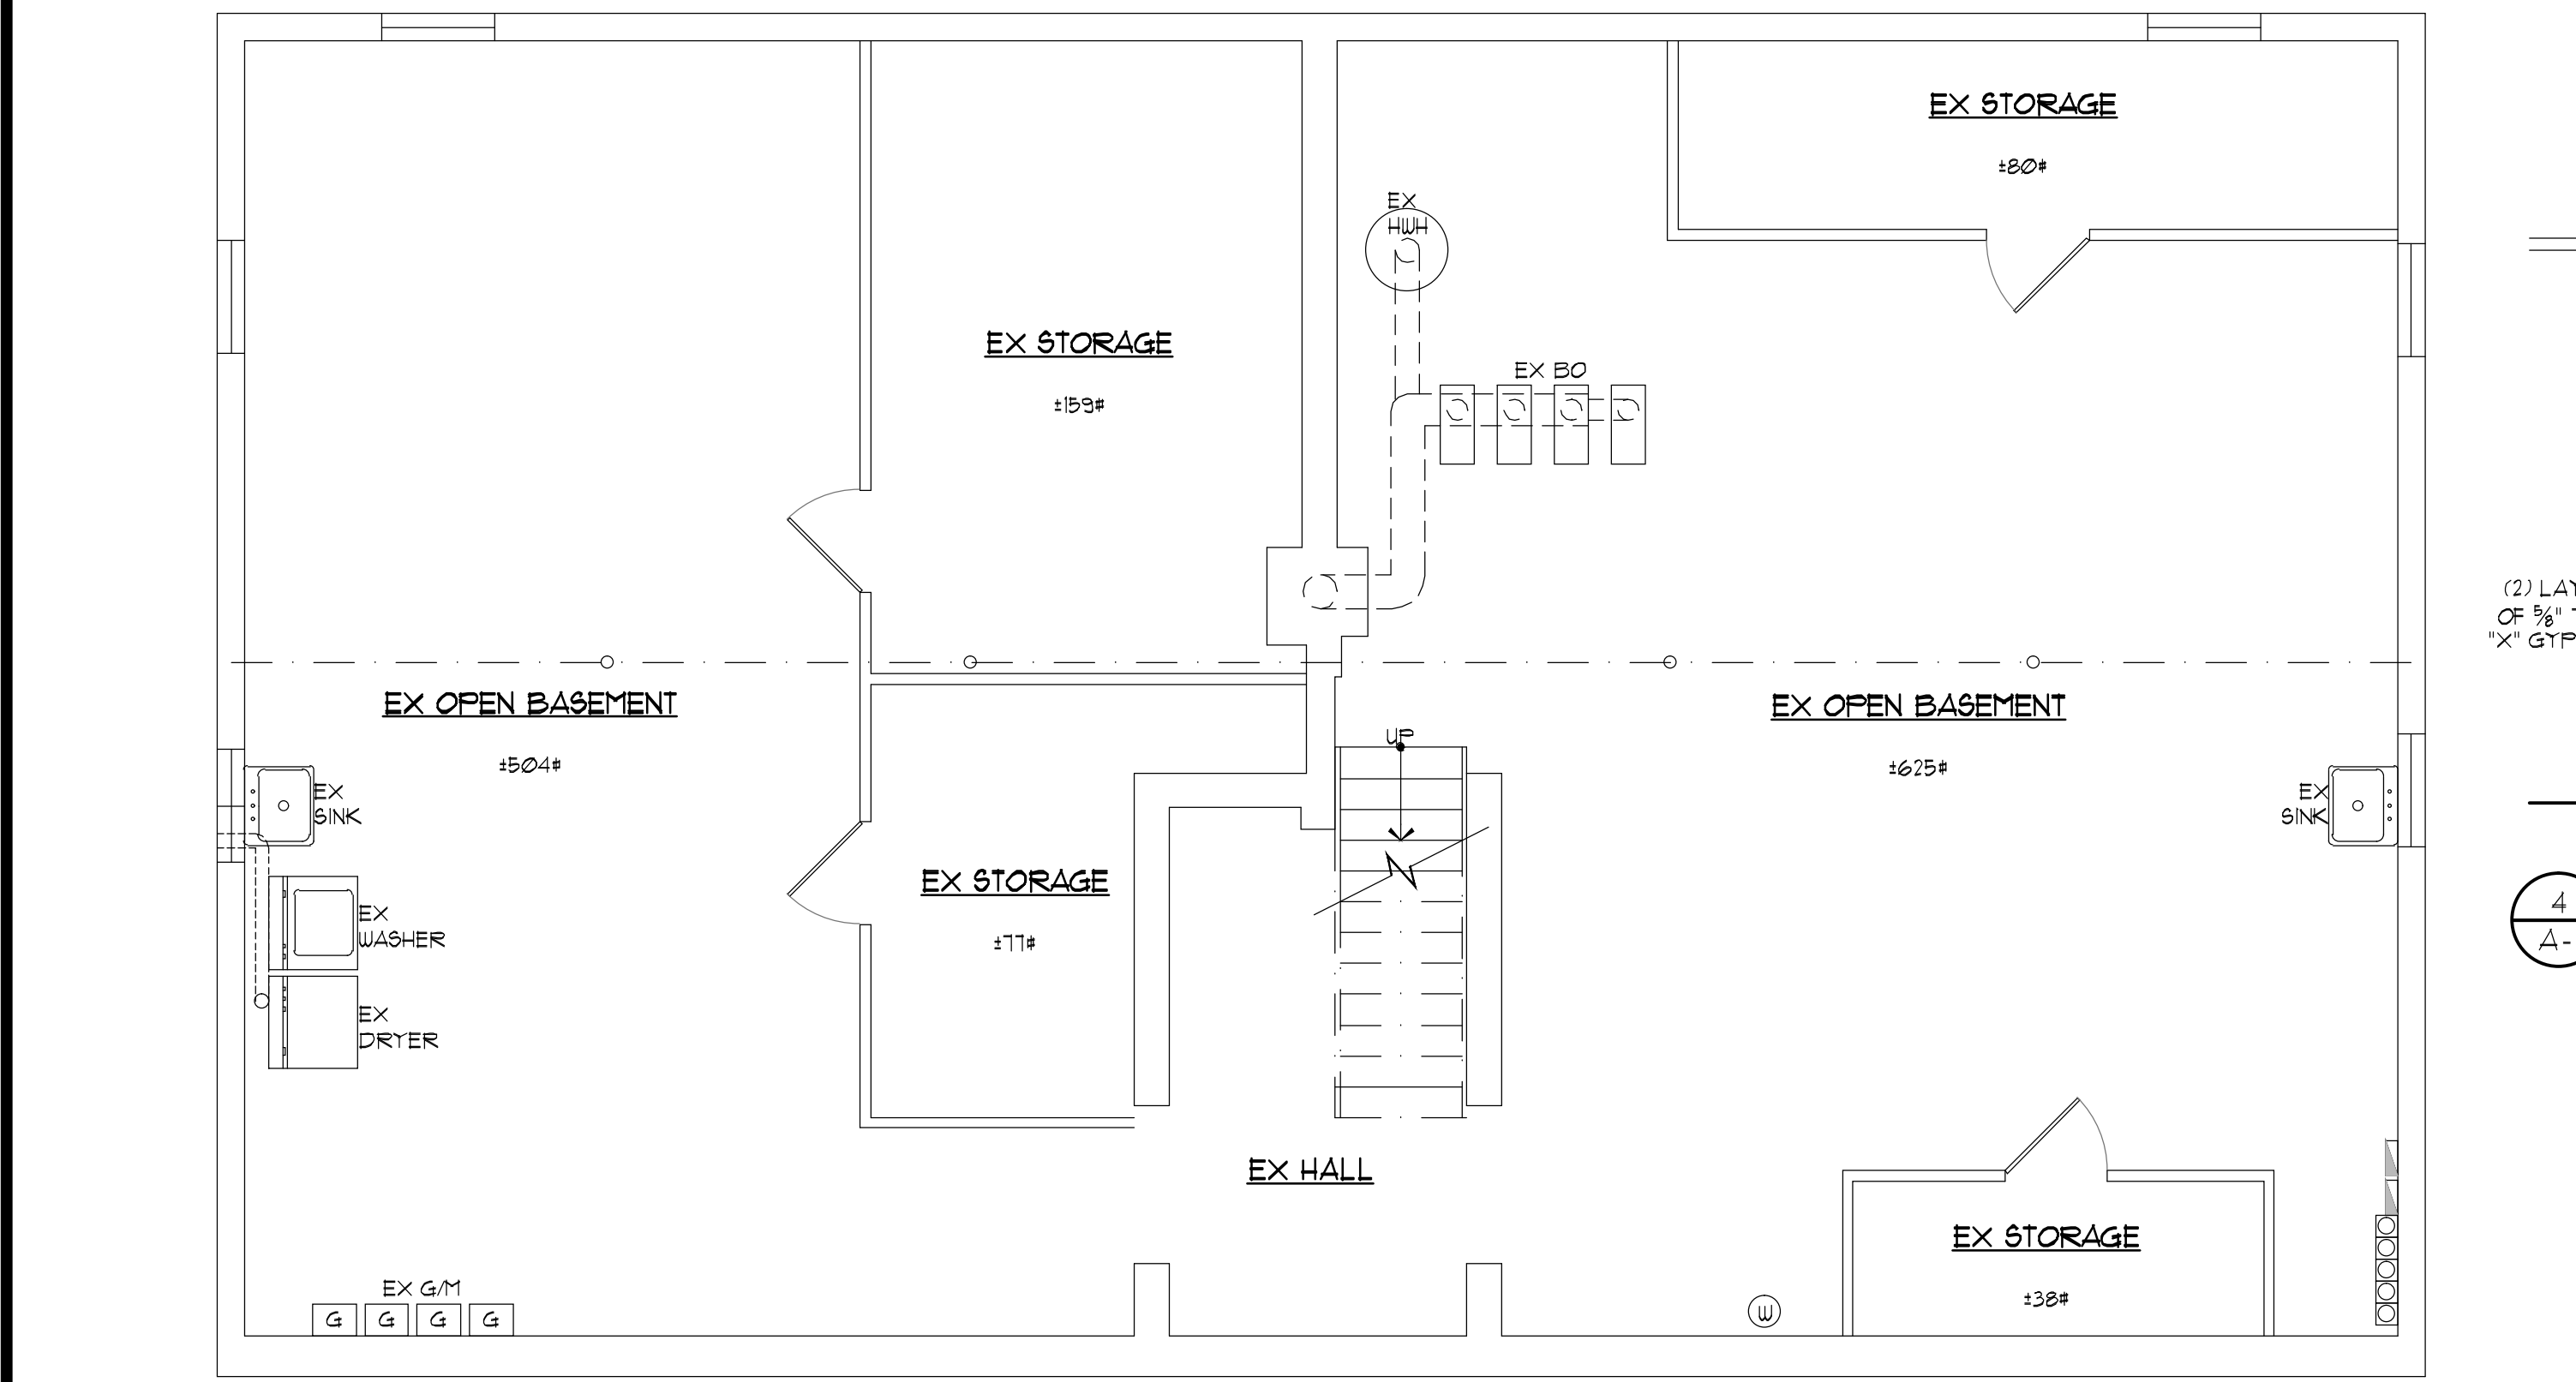 EX STORAGE
±80#
EX
HWH
EX STORAGE
±159#
EX BO
(2) LAY
OF 5/8" T
"X" GYP
EX OPEN BASEMENT
±504#
UP
EX OPEN BASEMENT
±625#
EX
SINK
EX
SINK
EX STORAGE
±77#
EX
WASHER
4
A-
EX
DRYER
EX HALL
EX STORAGE
±38#
EX G/M
G G G G
W